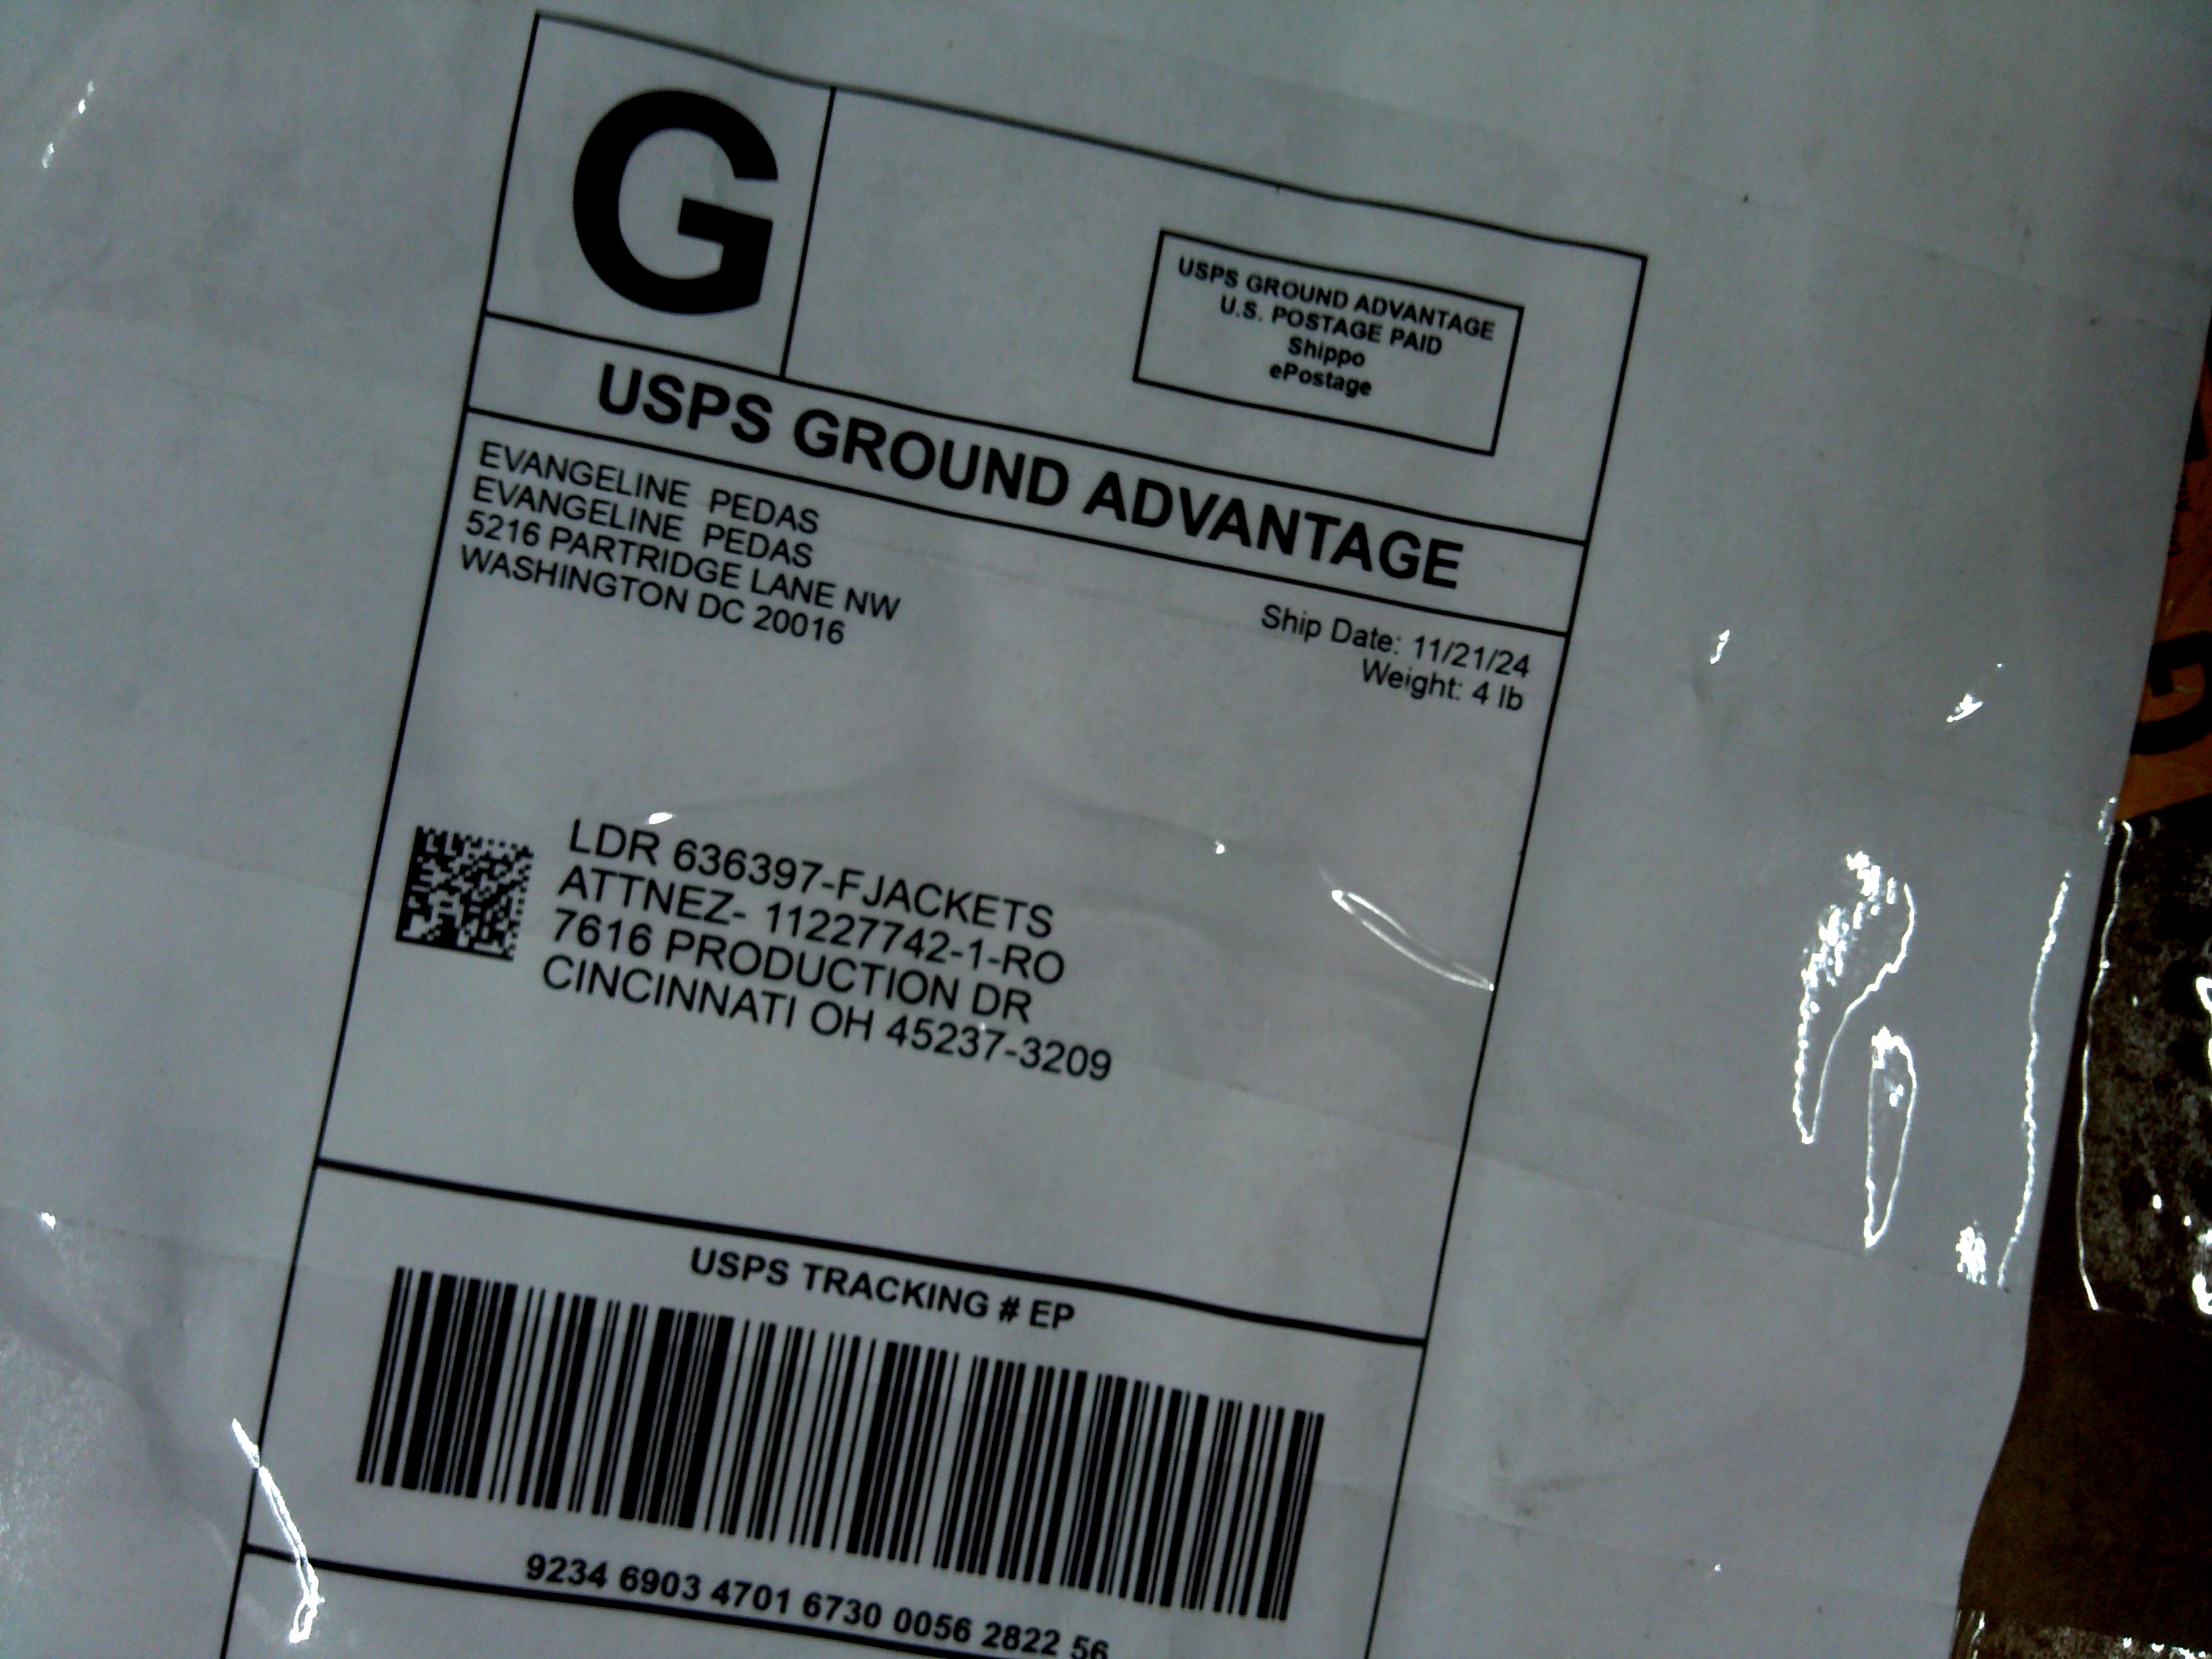 G
USPS GROUND ADVANTAGE
U.S. POSTAGE PAID
Shippo
ePostage
USPS GROUND ADVANTAGE
EVANGELINE PEDAS
EVANGELINE PEDAS
5216 PARTRIDGE LANE NW
WASHINGTON DC 20016
Ship Date: 11/21/24
Weight: 4 lb
LDR 636397-FJACKETS
ATTNEZ- 11227742-1-RO
7616 PRODUCTION DR
CINCINNATI OH 45237-3209
USPS TRACKING # EP
9234 6903 4701 6730 0056 2822 56